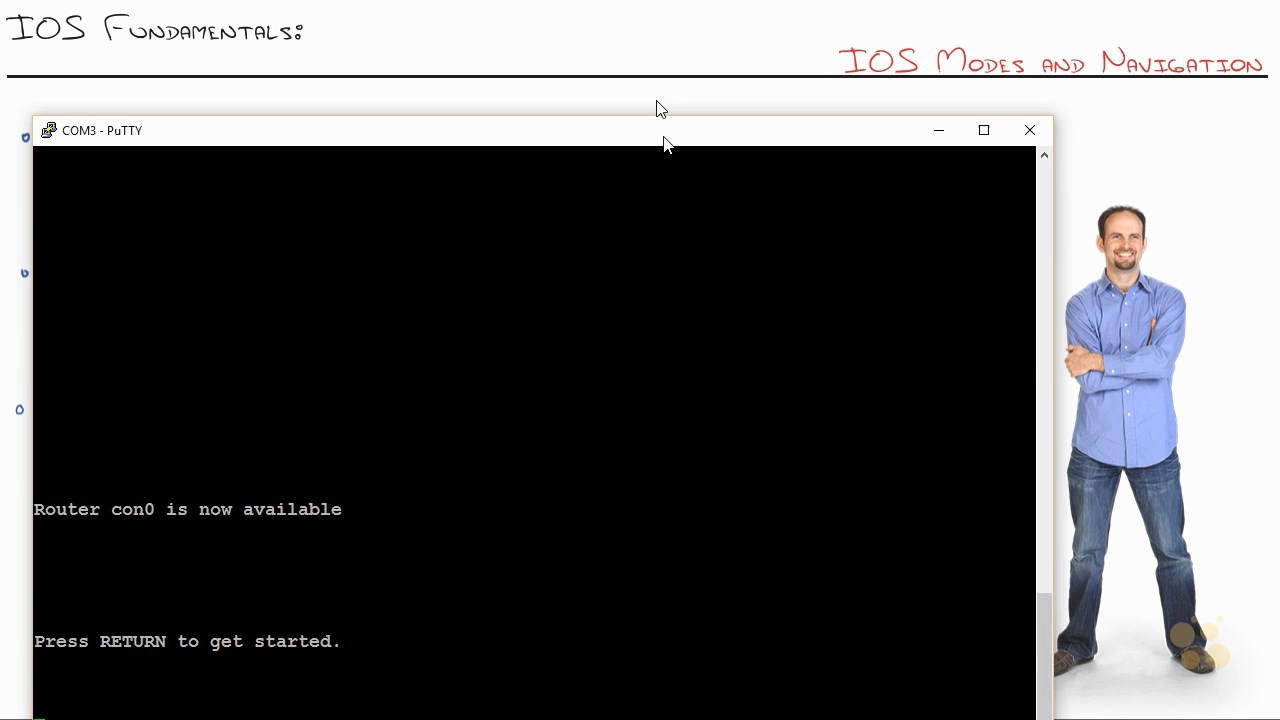 IOS Fundamentals:
IOS Modes and Navigation
COM3 - PuTTY
Router con0 is now available
Press RETURN to get started.